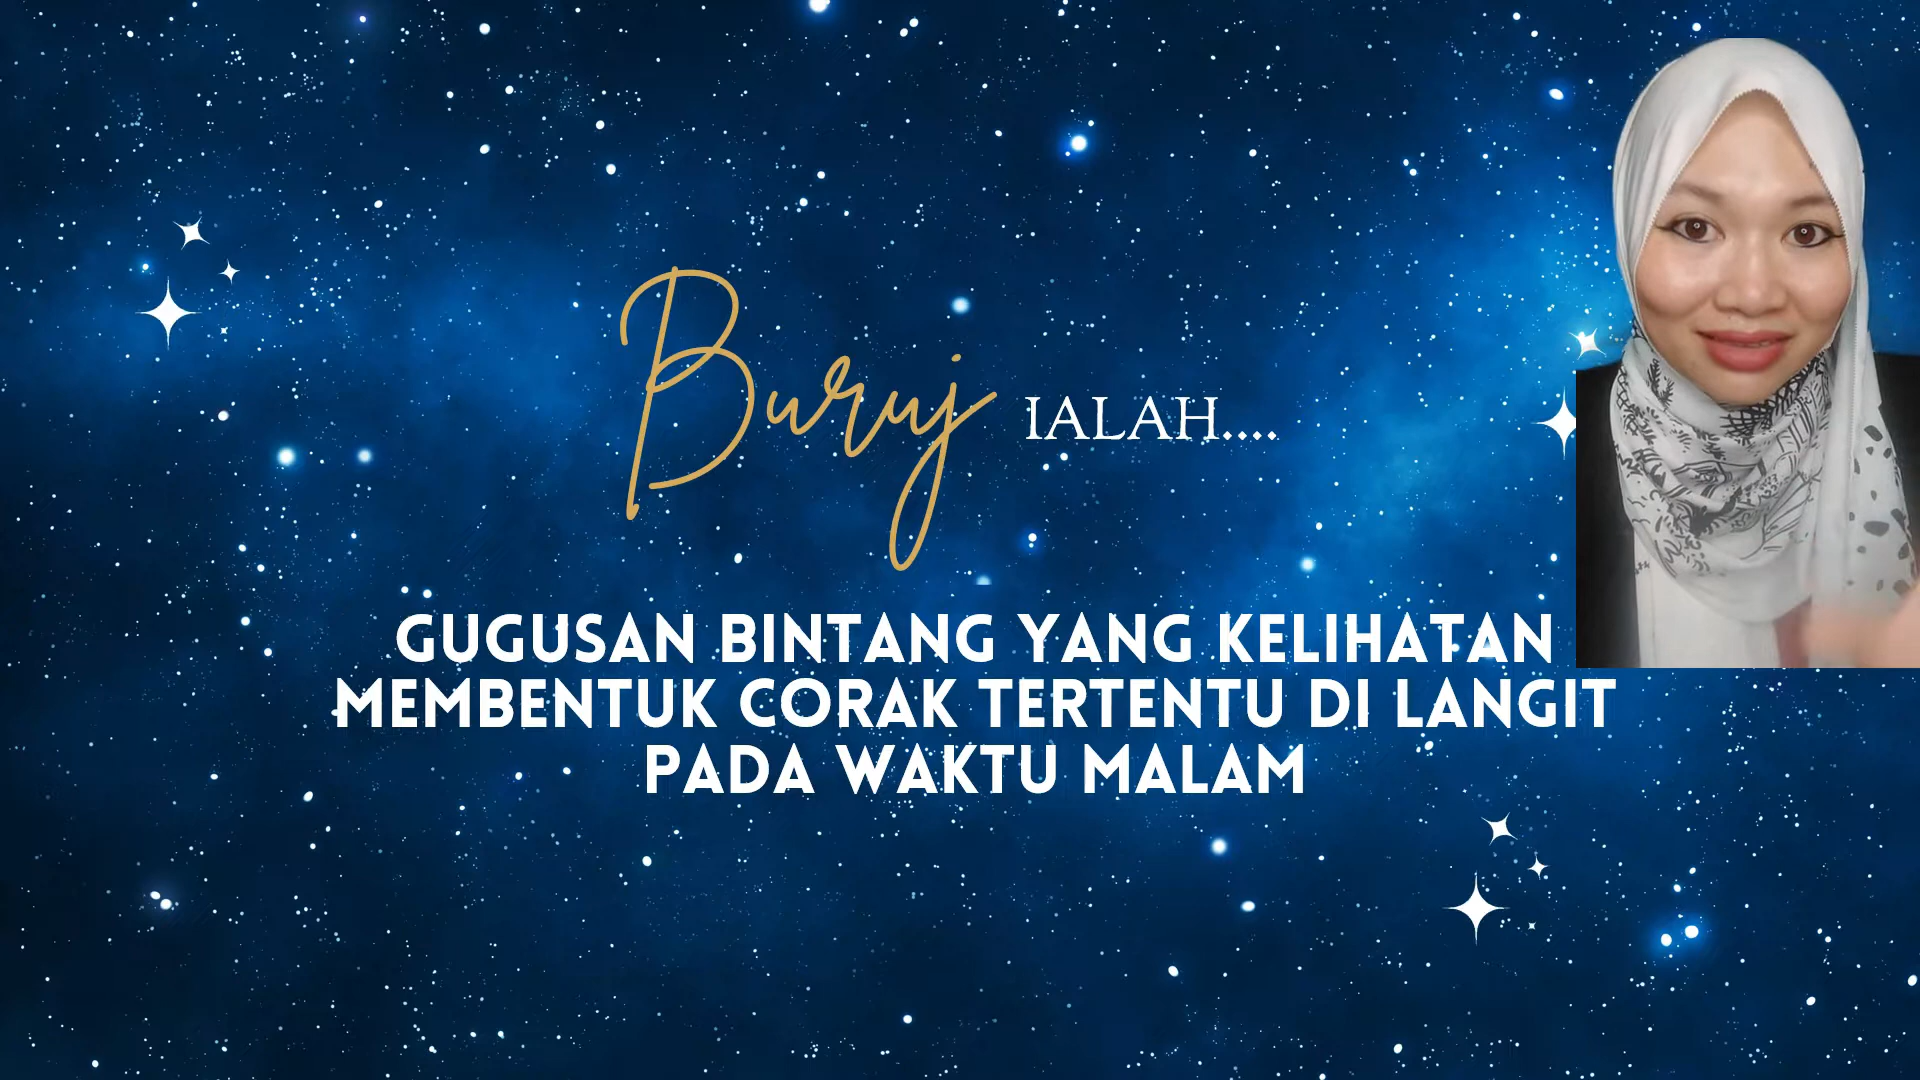 Buruj IALAH....
GUGUSAN BINTANG YANG KELIHATAN
MEMBENTUK CORAK TERTENTU DI LANGIT
PADA WAKTU MALAM